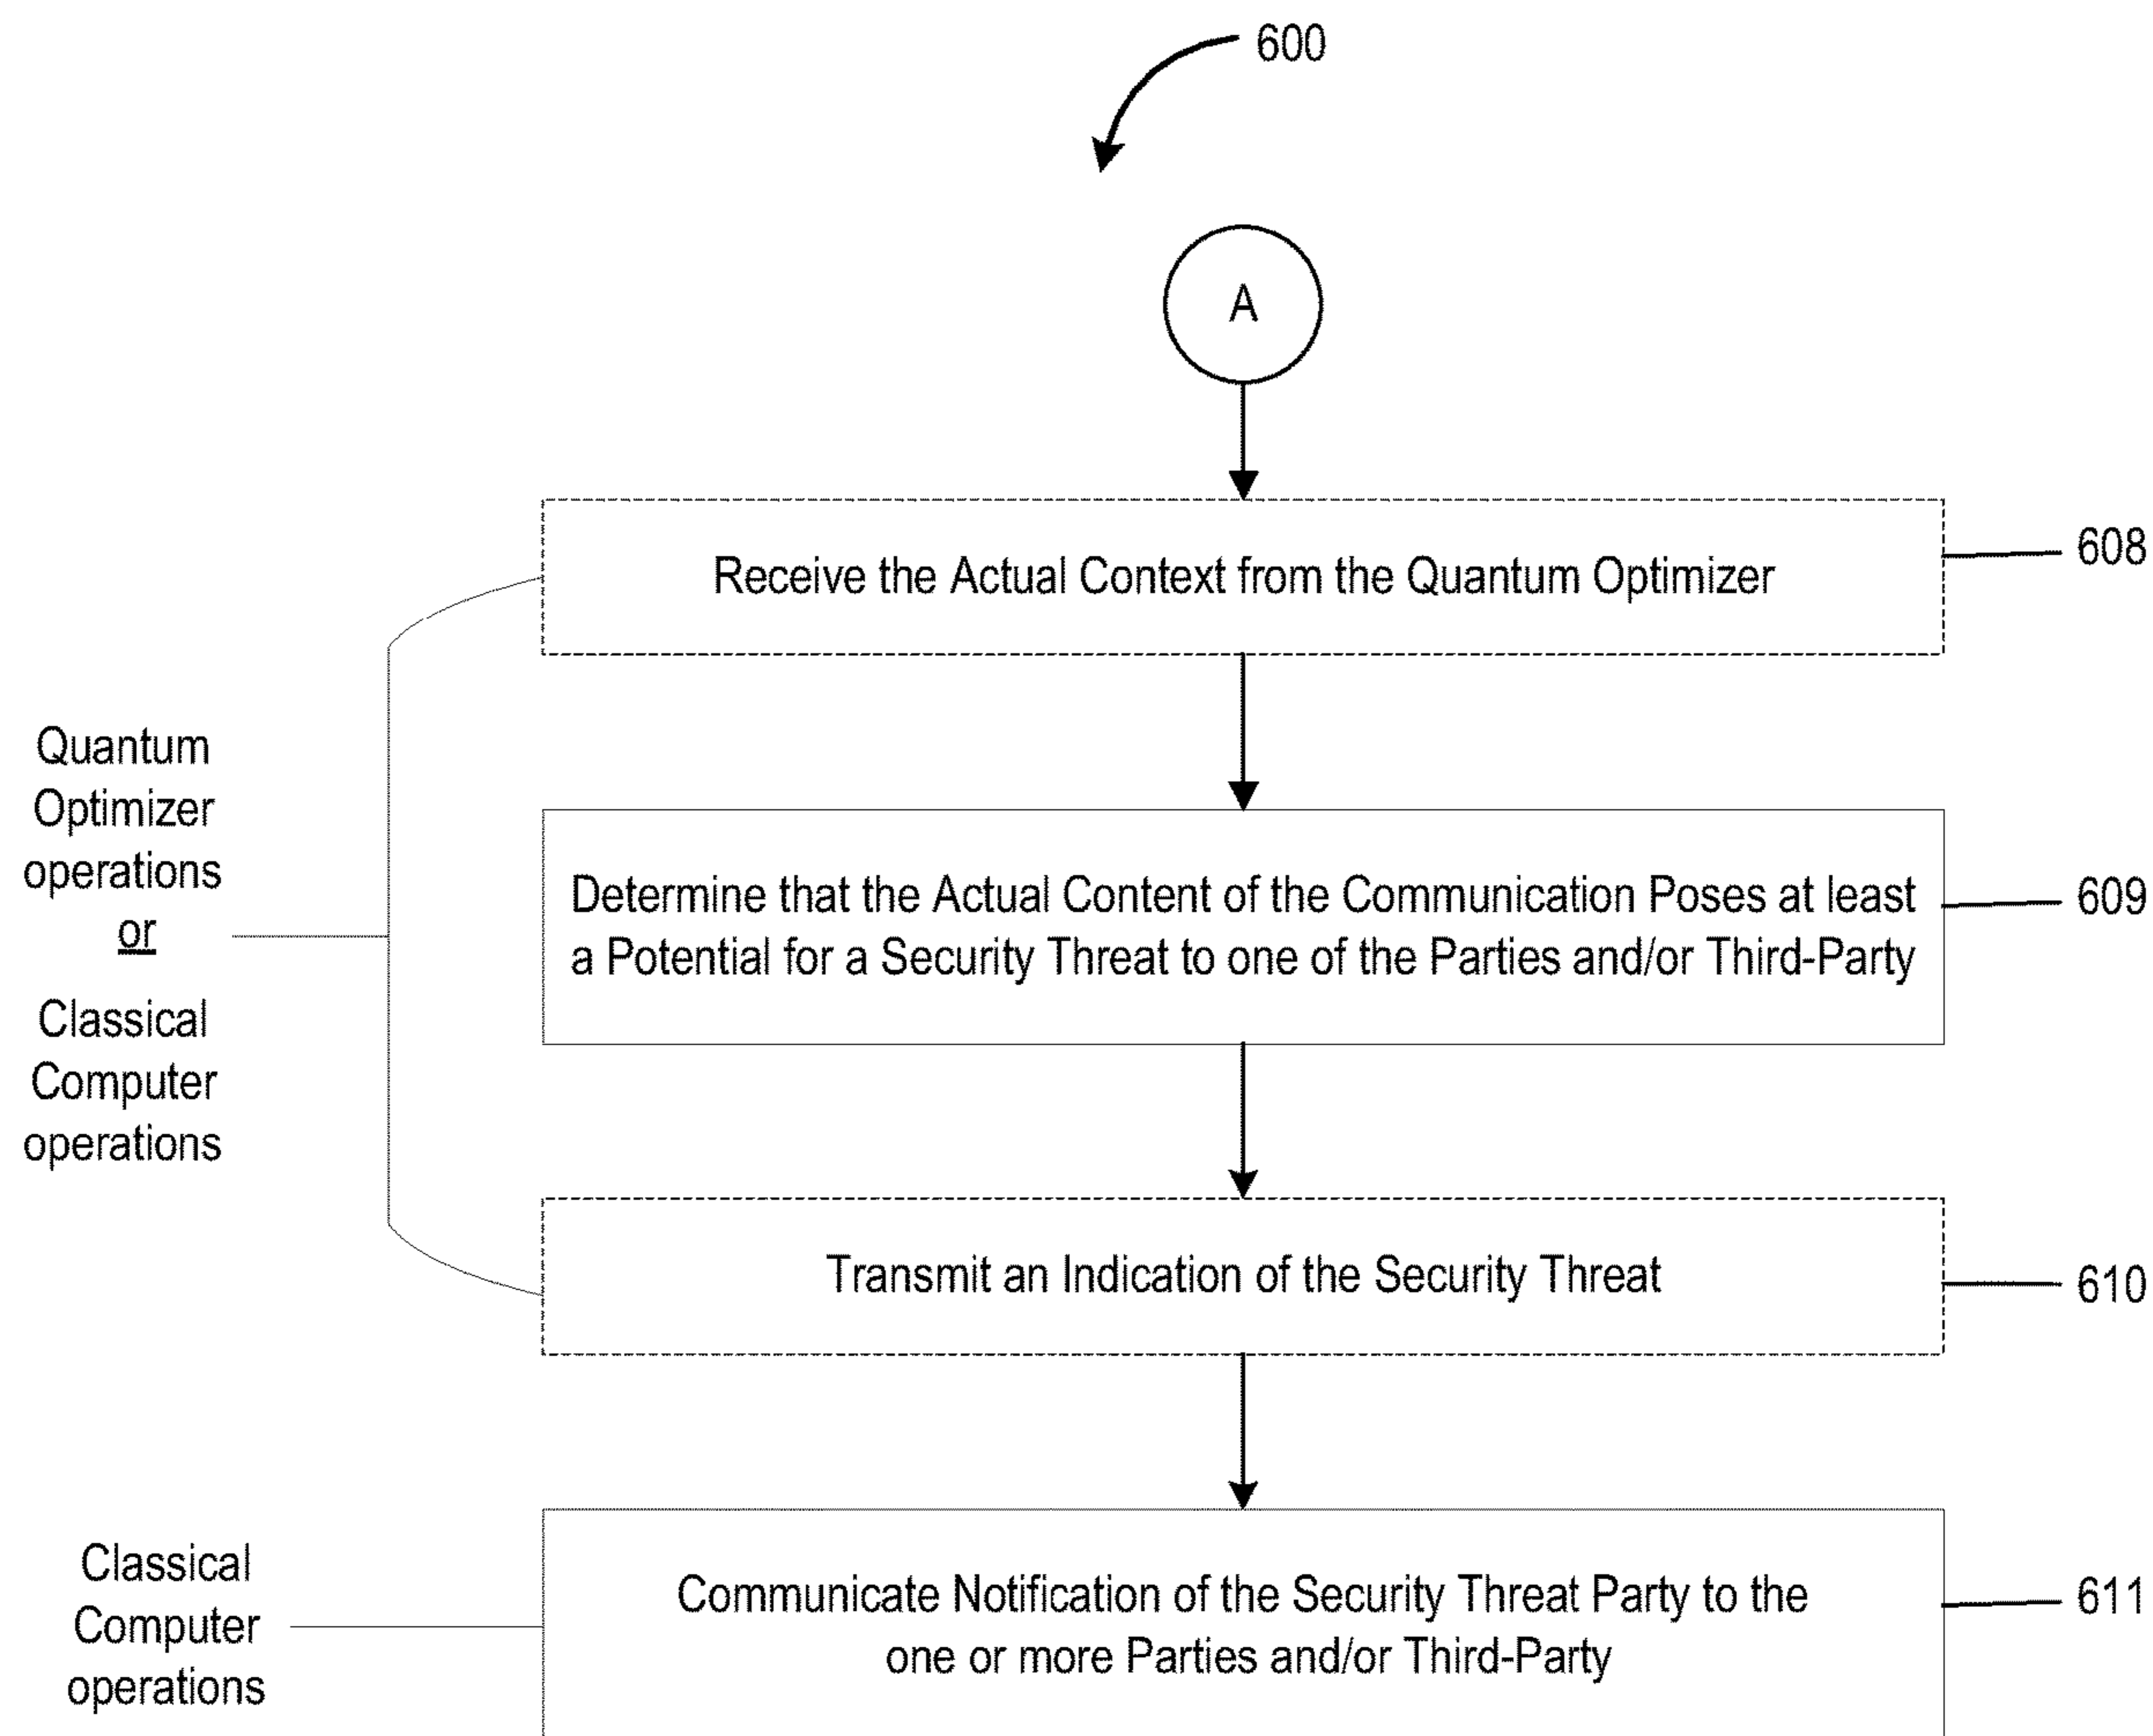 600
A
Receive the Actual Context from the Quantum Optimizer
608
Quantum
Optimizer
operations
or
Classical
Computer
operations
Determine that the Actual Content of the Communication Poses at least
a Potential for a Security Threat to one of the Parties and/or Third-Party
609
Transmit an Indication of the Security Threat
610
Classical
Computer
operations
Communicate Notification of the Security Threat Party to the
one or more Parties and/or Third-Party
611